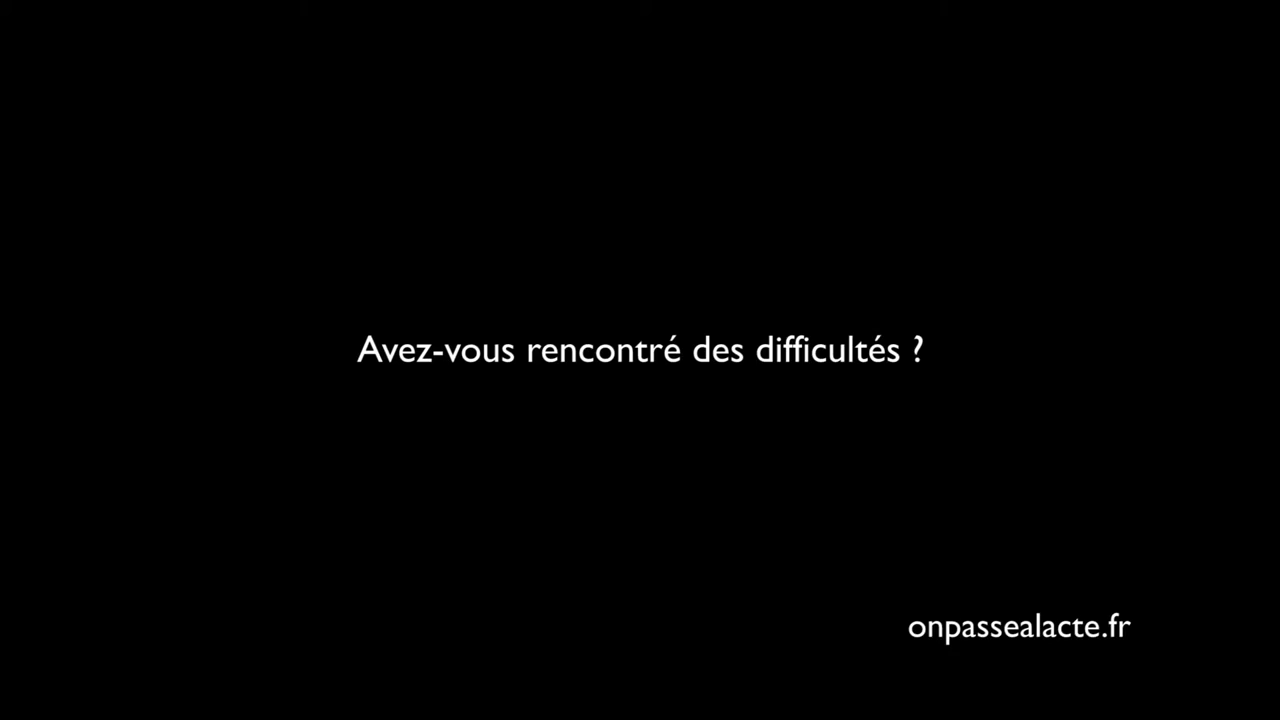 Avez-vous rencontré des difficultés ?
onpassealacte.fr